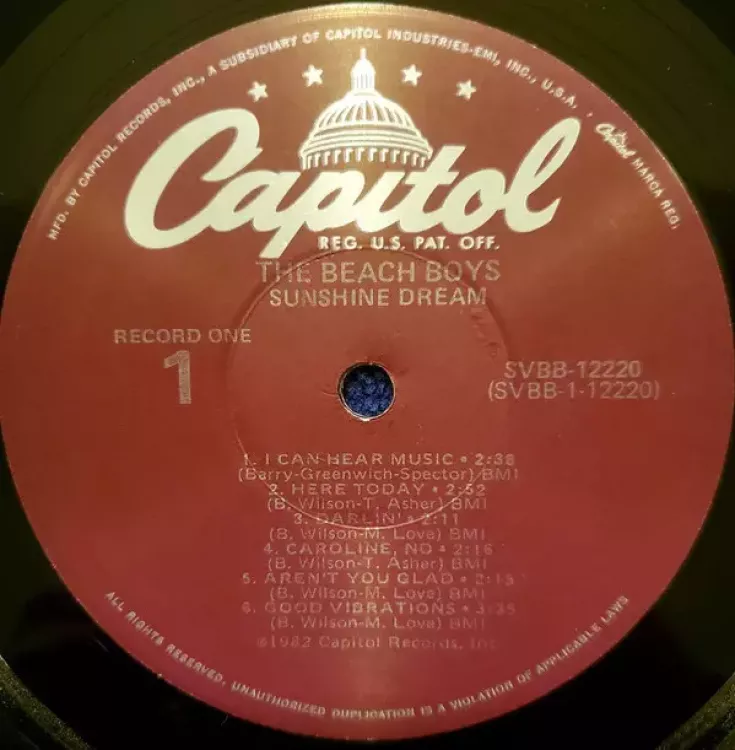 MFD. BY CAPITOL RECORDS, INC., A SUBSIDIARY OF CAPITOL INDUSTRIES-EMI, INC., U.S.A. · Capitol MARCA REG.
Capitol
REG. U.S. PAT. OFF.
THE BEACH BOYS
SUNSHINE DREAM
RECORD ONE
1
SVBB-12220
(SVBB-1-12220)
1. I CAN HEAR MUSIC • 2:38
(Barry-Greenwich-Spector) BMI
2. HERE TODAY • 2:52
(B. Wilson-T. Asher) BMI
3. DARLIN' • 2:11
(B. Wilson-M. Love) BMI
4. CAROLINE, NO • 2:16
(B. Wilson-T. Asher) BMI
5. AREN'T YOU GLAD • 2:15
(B. Wilson-M. Love) BMI
6. GOOD VIBRATIONS • 3:35
(B. Wilson-M. Love) BMI
©1982 Capitol Records, Inc.
ALL RIGHTS RESERVED. UNAUTHORIZED DUPLICATION IS A VIOLATION OF APPLICABLE LAWS